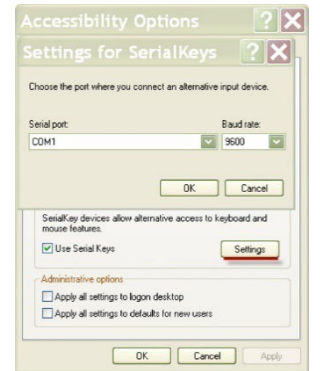 Accessibility Options
Settings for SerialKeys
Choose the port where you connect an alternative input device.
Serial port: Baud rate:
COM1 9600
OK Cancel
SerialKey devices allow alternative access to keyboard and
mouse features.
Use Serial Keys Settings
Administrative options
Apply all settings to logon desktop
Apply all settings to defaults for new users
OK Cancel Apply